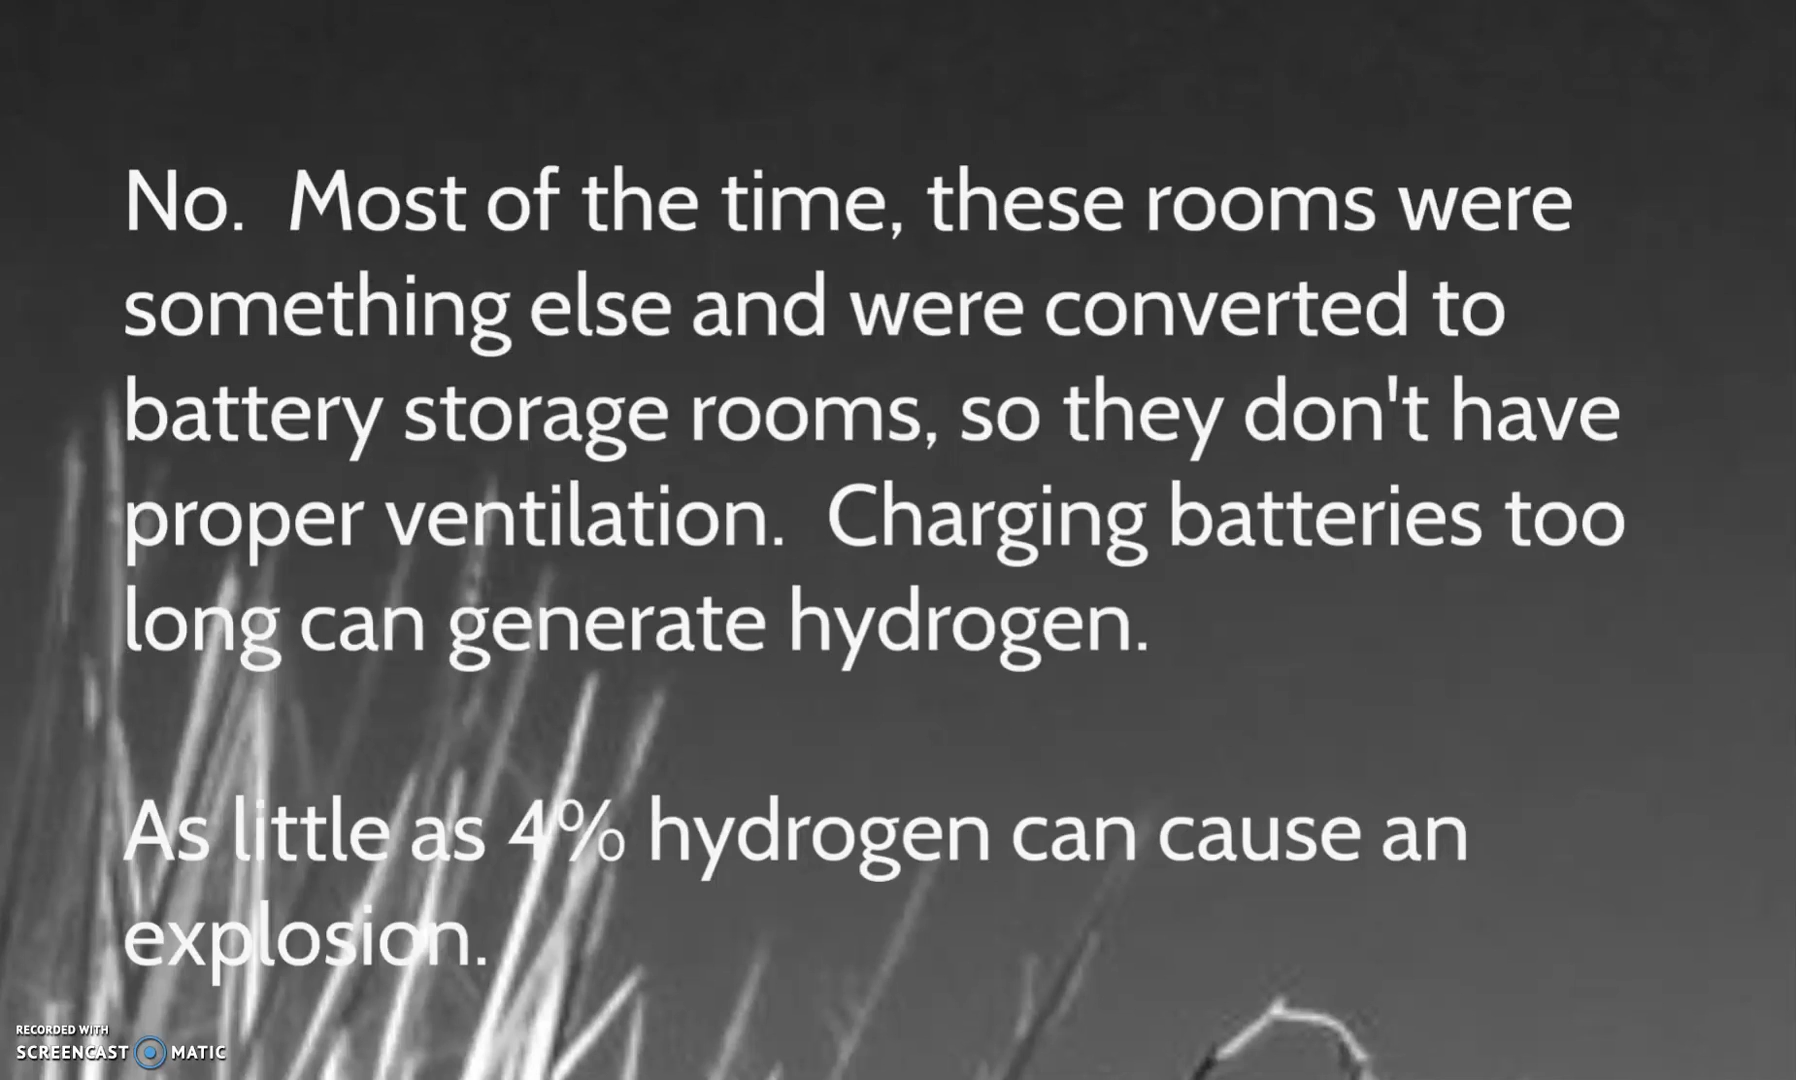 No.  Most of the time, these rooms were
something else and were converted to
battery storage rooms, so they don't have
proper ventilation.  Charging batteries too
long can generate hydrogen.
As little as 4% hydrogen can cause an
explosion.
RECORDED WITH
SCREENCAST MATIC